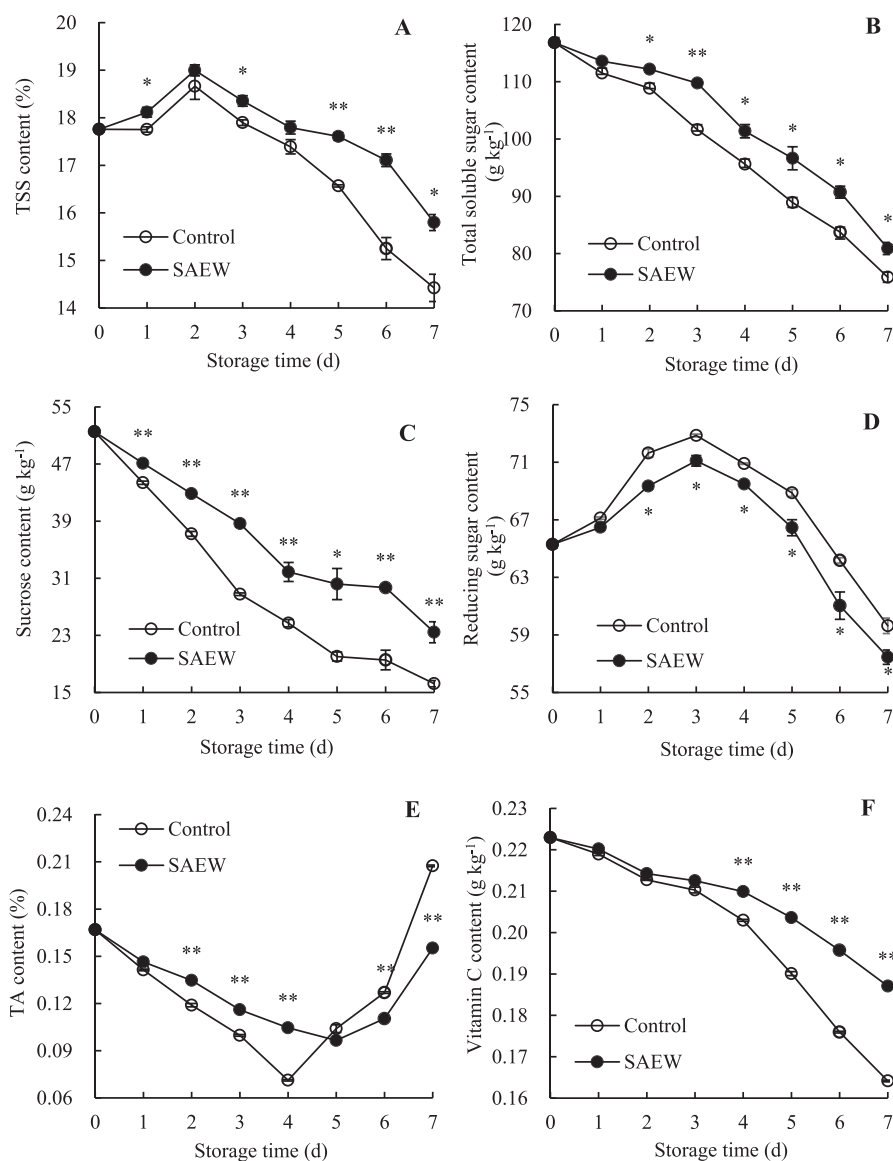 A
TSS content (%)
20
19
18
17
16
15
14
* * ** ** *
Control
SAEW
0 1 2 3 4 5 6 7
Storage time (d)
B
Total soluble sugar content
(g kg⁻¹)
120
110
100
90
80
70
* ** * * * *
Control
SAEW
0 1 2 3 4 5 6 7
Storage time (d)
C
Sucrose content (g kg⁻¹)
55
47
39
31
23
15
** ** ** ** * ** **
Control
SAEW
0 1 2 3 4 5 6 7
Storage time (d)
D
Reducing sugar content
(g kg⁻¹)
75
71
67
63
59
55
* * * * * *
Control
SAEW
0 1 2 3 4 5 6 7
Storage time (d)
E
TA content (%)
0.24
0.21
0.18
0.15
0.12
0.09
0.06
Control
SAEW
** ** ** ** **
0 1 2 3 4 5 6 7
Storage time (d)
F
Vitamin C content (g kg⁻¹)
0.23
0.22
0.21
0.20
0.19
0.18
0.17
0.16
** ** ** **
Control
SAEW
0 1 2 3 4 5 6 7
Storage time (d)